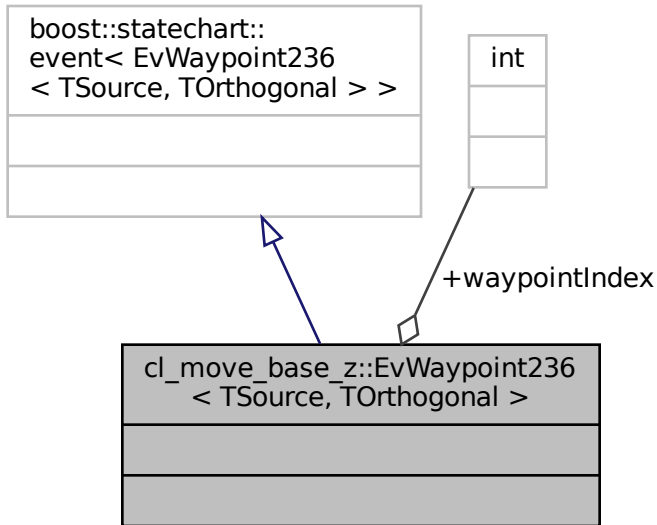 boost::statechart::
event< EvWaypoint236
< TSource, TOrthogonal > >
int
+waypointIndex
cl_move_base_z::EvWaypoint236
< TSource, TOrthogonal >